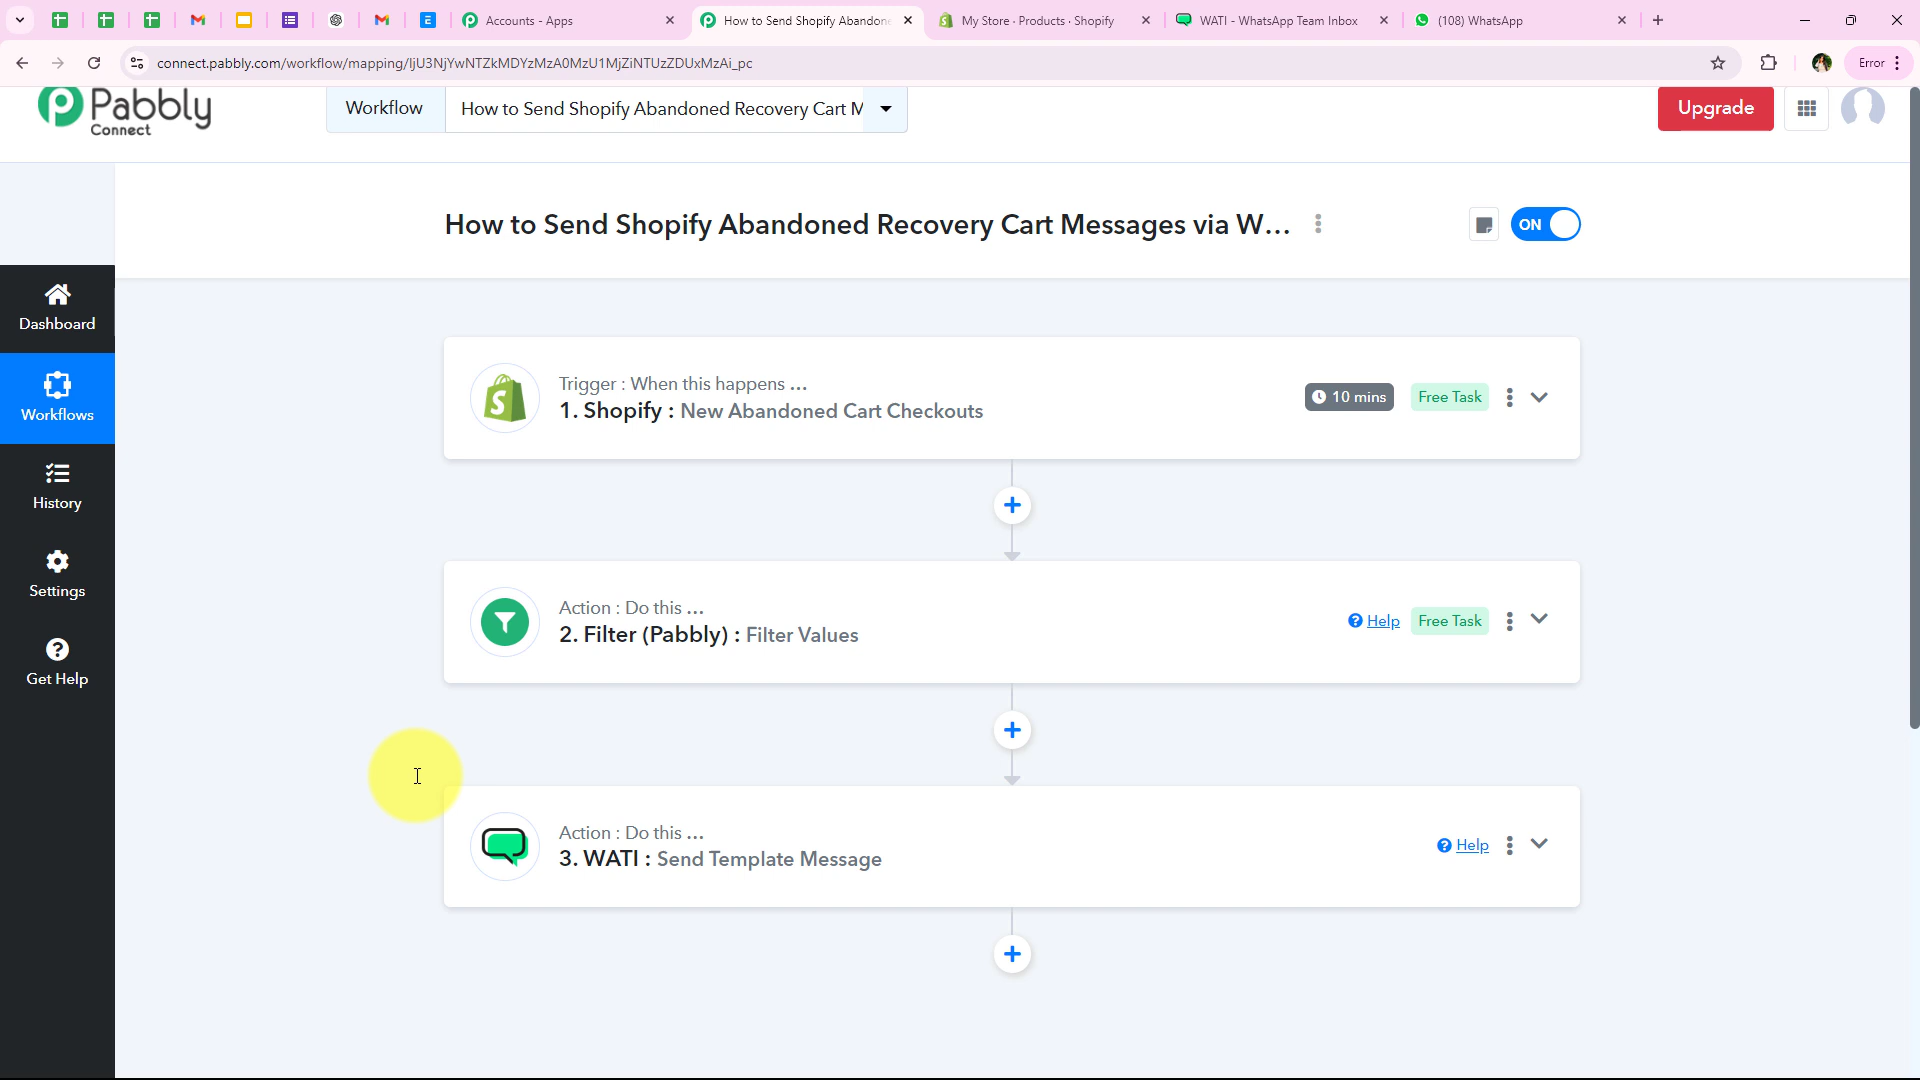 Accounts - Apps
How to Send Shopify Abandon
My Store · Products · Shopify
WATI - WhatsApp Team Inbox
(108) WhatsApp
connect.pabbly.com/workflow/mapping/IjU3NjYwNTZkMDYzMzA0MzU1MjZiNTUzZDUxMzAi_pc
Error
Pabbly
Connect
Workflow
How to Send Shopify Abandoned Recovery Cart M
Upgrade
How to Send Shopify Abandoned Recovery Cart Messages via W...
ON
Dashboard
Workflows
History
Settings
Get Help
Trigger : When this happens ...
1. Shopify : New Abandoned Cart Checkouts
10 mins
Free Task
Action : Do this ...
2. Filter (Pabbly) : Filter Values
Help
Free Task
Action : Do this ...
3. WATI : Send Template Message
Help